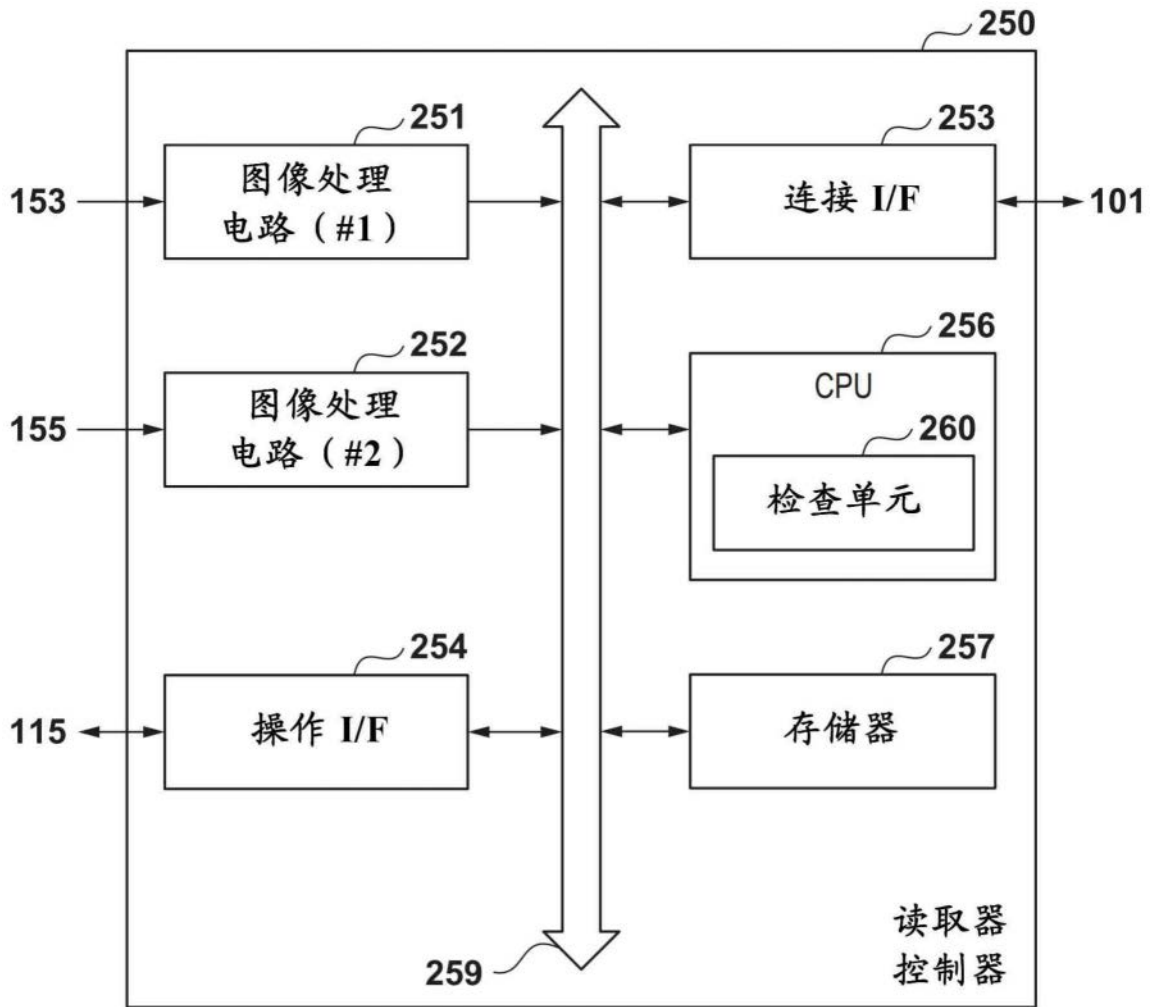 250
251
253
153
图像处理
电路(#1)
连接 I/F
101
252
256
155
图像处理
电路(#2)
CPU
260
检查单元
254
257
115
操作 I/F
存储器
259
读取器
控制器